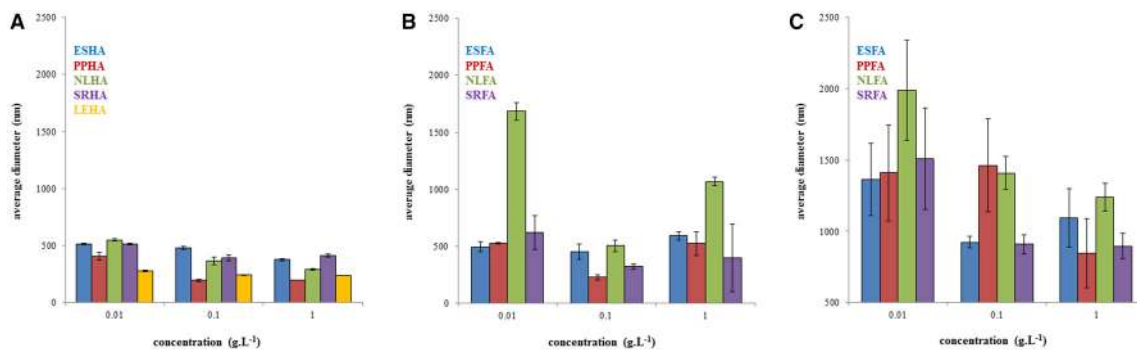 A
2500
2000
1500
1000
500
0
average diameter (nm)
ESHA
PPHA
NLHA
SRHA
LEHA
0.01 0.1 1
concentration (g.L-1)
B
2500
2000
1500
1000
500
0
average diameter (nm)
ESFA
PPFA
NLFA
SRFA
0.01 0.1 1
concentration (g.L-1)
C
2500
2000
1500
1000
500
average diameter (nm)
ESFA
PPFA
NLFA
SRFA
0.01 0.1 1
concentration (g.L-1)